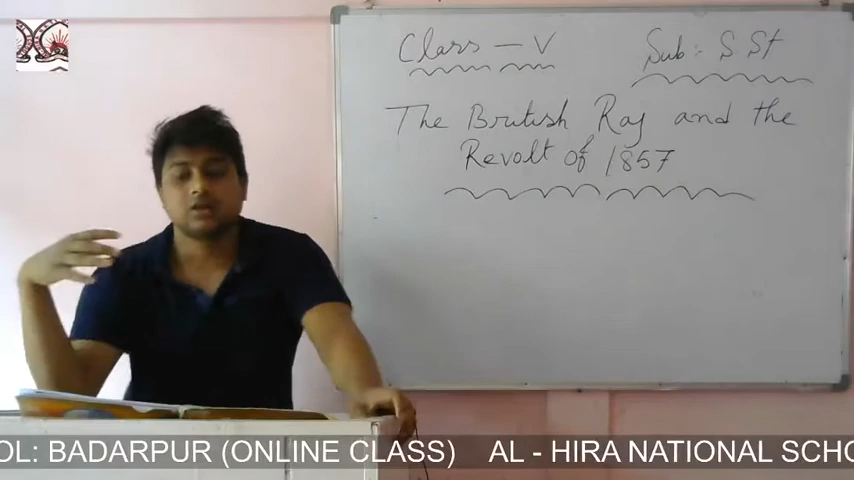 Class - V
Sub :- S.St
The British Raj and the
Revolt of 1857
OL: BADARPUR (ONLINE CLASS) AL - HIRA NATIONAL SCHO